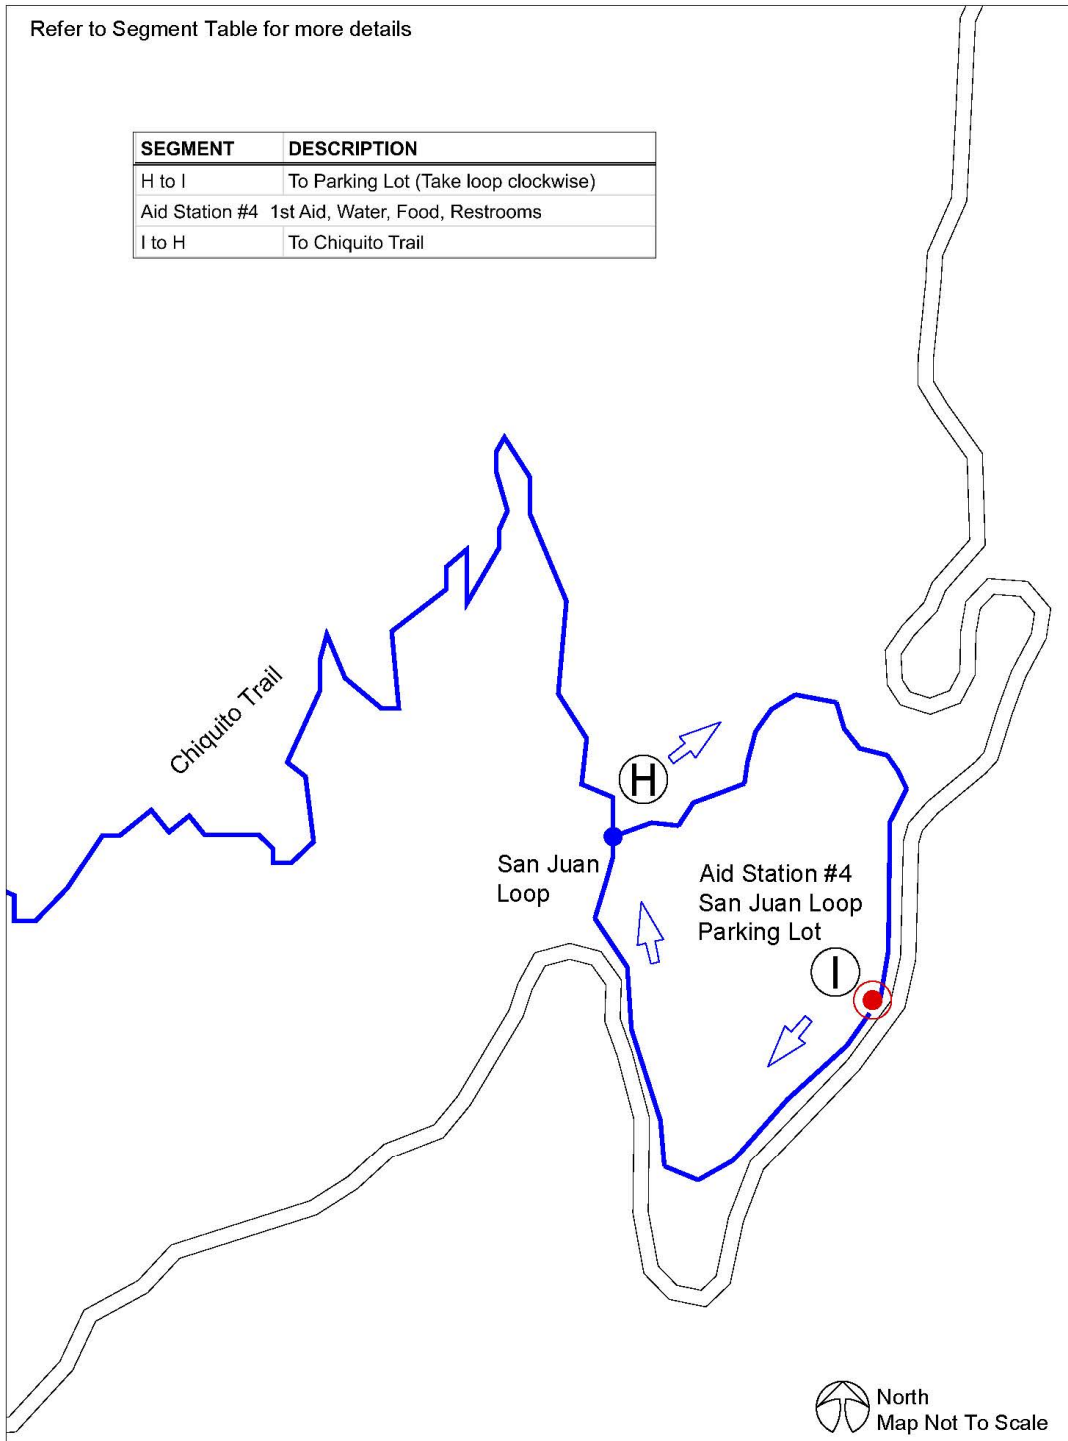 Refer to Segment Table for more details
SEGMENT DESCRIPTION
H to I To Parking Lot (Take loop clockwise)
Aid Station #4 1st Aid, Water, Food, Restrooms
I to H To Chiquito Trail
Chiquito Trail
H
San Juan
Loop
Aid Station #4
San Juan Loop
Parking Lot
I
North
Map Not To Scale